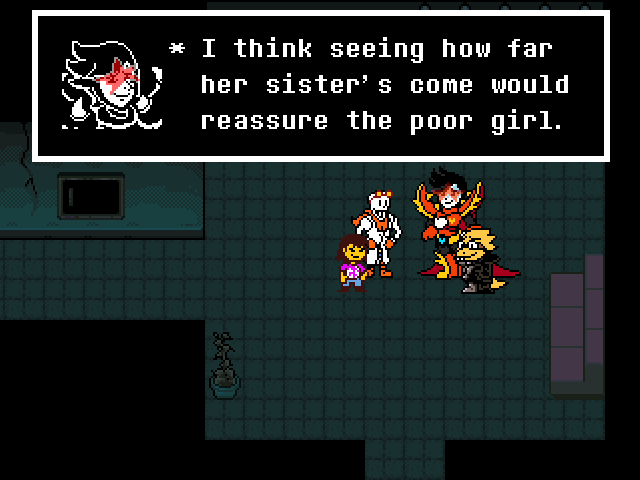 * I think seeing how far
her sister's come would
reassure the poor girl.